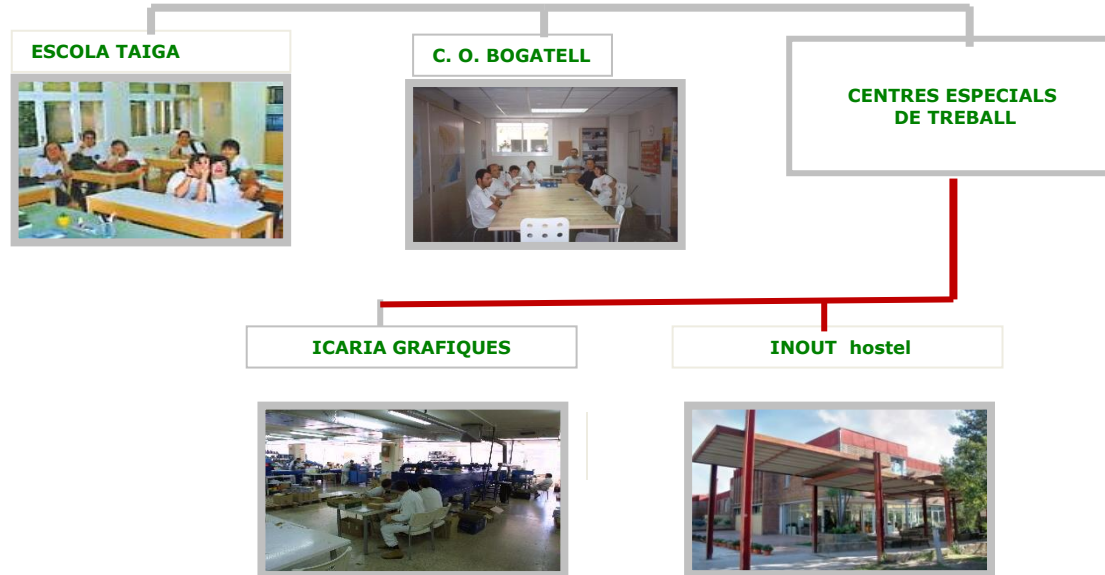 ESCOLA TAIGA
C. O. BOGATELL
CENTRES ESPECIALS
DE TREBALL
ICARIA GRAFIQUES
INOUT hostel